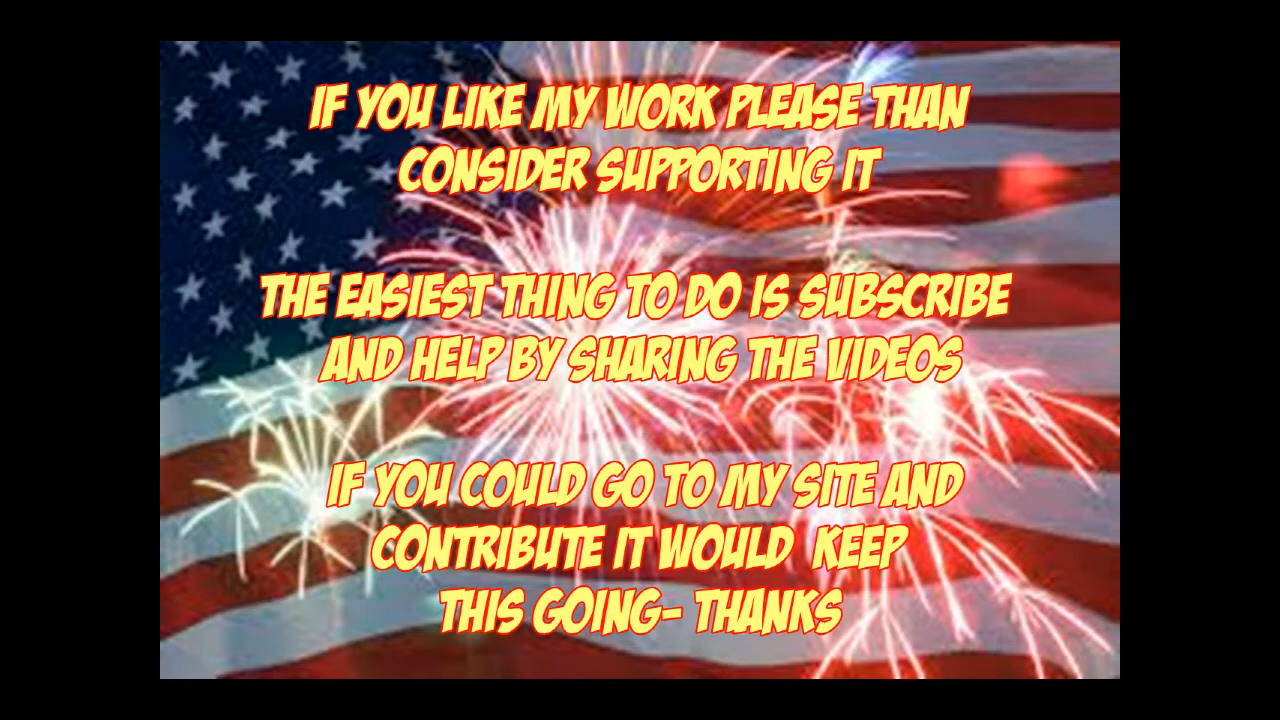 IF YOU LIKE MY WORK PLEASE THAN
CONSIDER SUPPORTING IT
THE EASIEST THING TO DO IS SUBSCRIBE
AND HELP BY SHARING THE VIDEOS
IF YOU COULD GO TO MY SITE AND
CONTRIBUTE IT WOULD KEEP
THIS GOING- THANKS